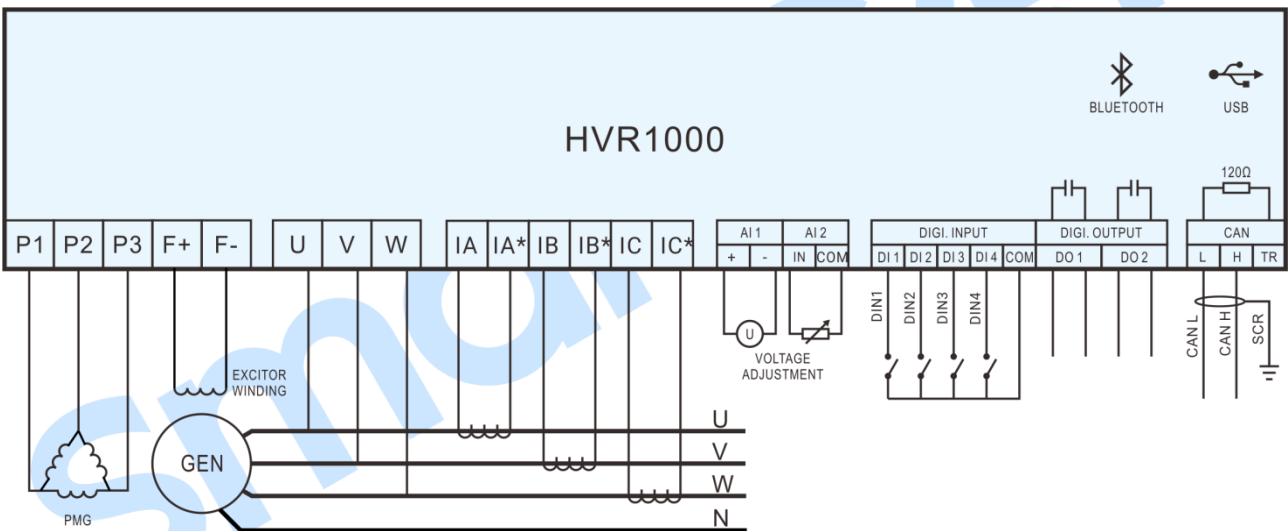 BLUETOOTH
USB
HVR1000
120Ω
P1 P2 P3 F+ F- U V W IA IA* IB IB* IC IC*
AI 1 AI 2
+ - IN COM
DIGI. INPUT
DI 1 DI 2 DI 3 DI 4 COM
DIGI. OUTPUT
DO 1 DO 2
CAN
L H TR
DIN1
DIN2
DIN3
DIN4
CAN L
CAN H
SCR
U
VOLTAGE
ADJUSTMENT
EXCITOR
WINDING
GEN
PMG
U
V
W
N